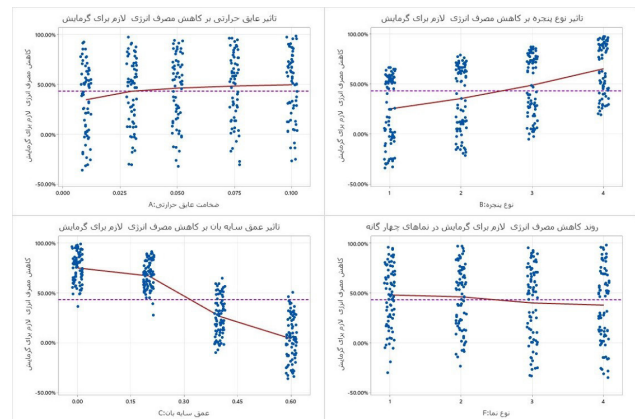 تاثیر عایق حرارتی بر کاهش مصرف انرژی لازم برای گرمایش
کاهش مصرف انرژی لازم برای گرمایش
100.00%
50.00%
0.00%
-50.00%
0.000 0.025 0.050 0.075 0.100
A:ضخامت عایق حرارتی
تاثیر نوع پنجره بر کاهش مصرف انرژی لازم برای گرمایش
کاهش مصرف انرژی لازم برای گرمایش
100.00%
50.00%
0.00%
-50.00%
1 2 3 4
B:نوع پنجره
تاثیر عمق سایه بان بر کاهش مصرف انرژی لازم برای گرمایش
کاهش مصرف انرژی لازم برای گرمایش
100.00%
50.00%
0.00%
-50.00%
0.00 0.15 0.30 0.45 0.60
C:عمق سایه بان
روند کاهش مصرف انرژی لازم برای گرمایش در نماهای چهار گانه
کاهش مصرف انرژی لازم برای گرمایش
100.00%
50.00%
0.00%
-50.00%
1 2 3 4
F:نوع نما